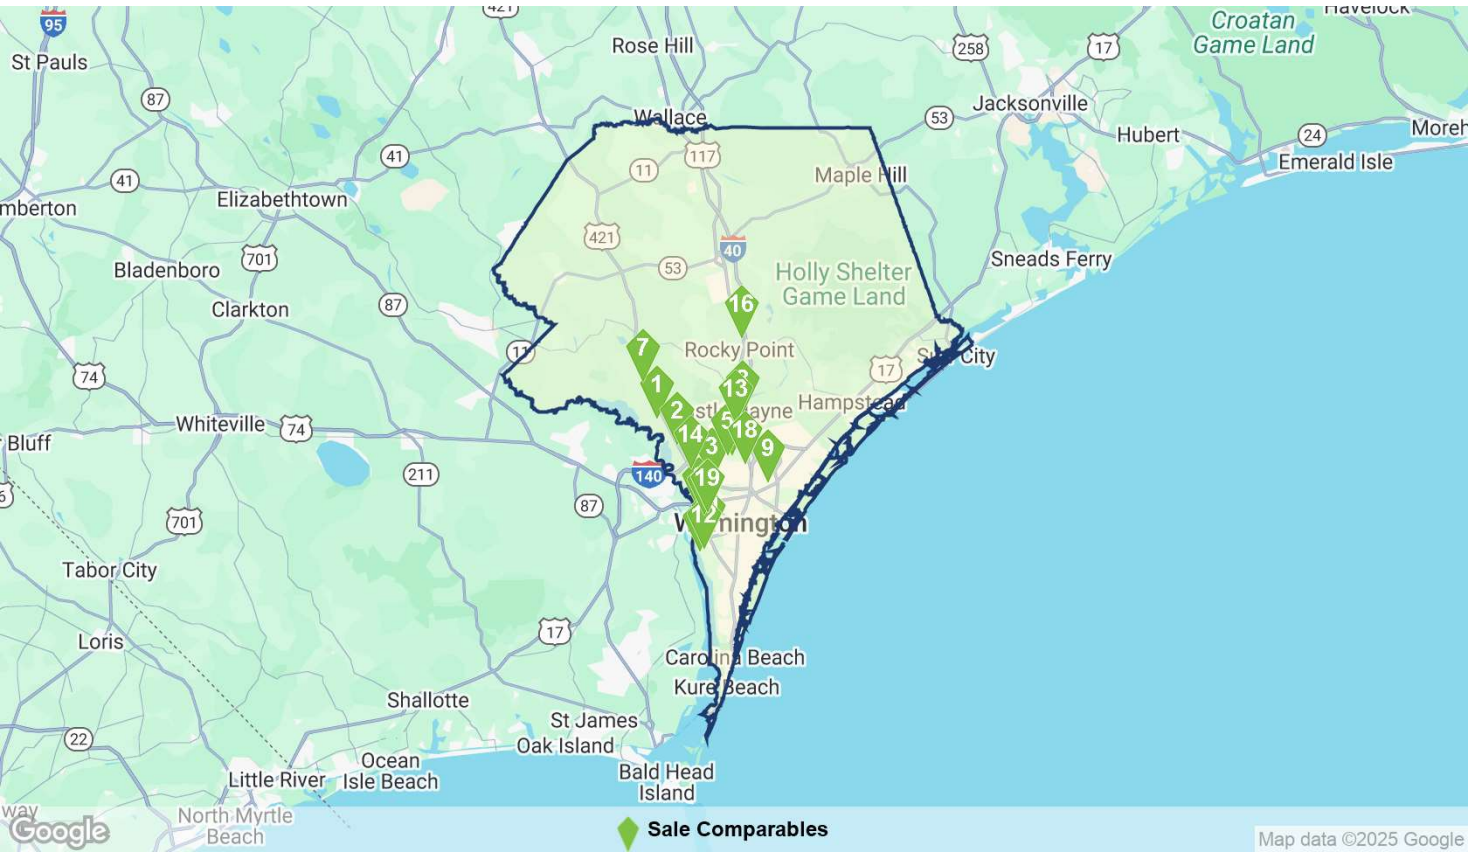 421
Havelock
95
Croatan
Game Land
Rose Hill
258
17
St Pauls
87
Jacksonville
Wallace
53
Hubert
24
Moreh
41
117
Emerald Isle
11
Maple Hill
41
Elizabethtown
mberton
421
40
701
53
Sneads Ferry
Bladenboro
Holly Shelter
Game Land
87
Clarkton
16
7
Rocky Point
11
17
City
74
1
13
2
Hampstead
Whiteville
74
5
18
14
3
9
Bluff
211
140
19
87
701
12
Wilmington
Tabor City
17
Loris
Carolina Beach
Kure Beach
Shallotte
St James
22
Oak Island
Ocean
Isle Beach
Little River
Bald Head
Island
way
North Myrtle
Beach
Google
Sale Comparables
Map data ©2025 Google